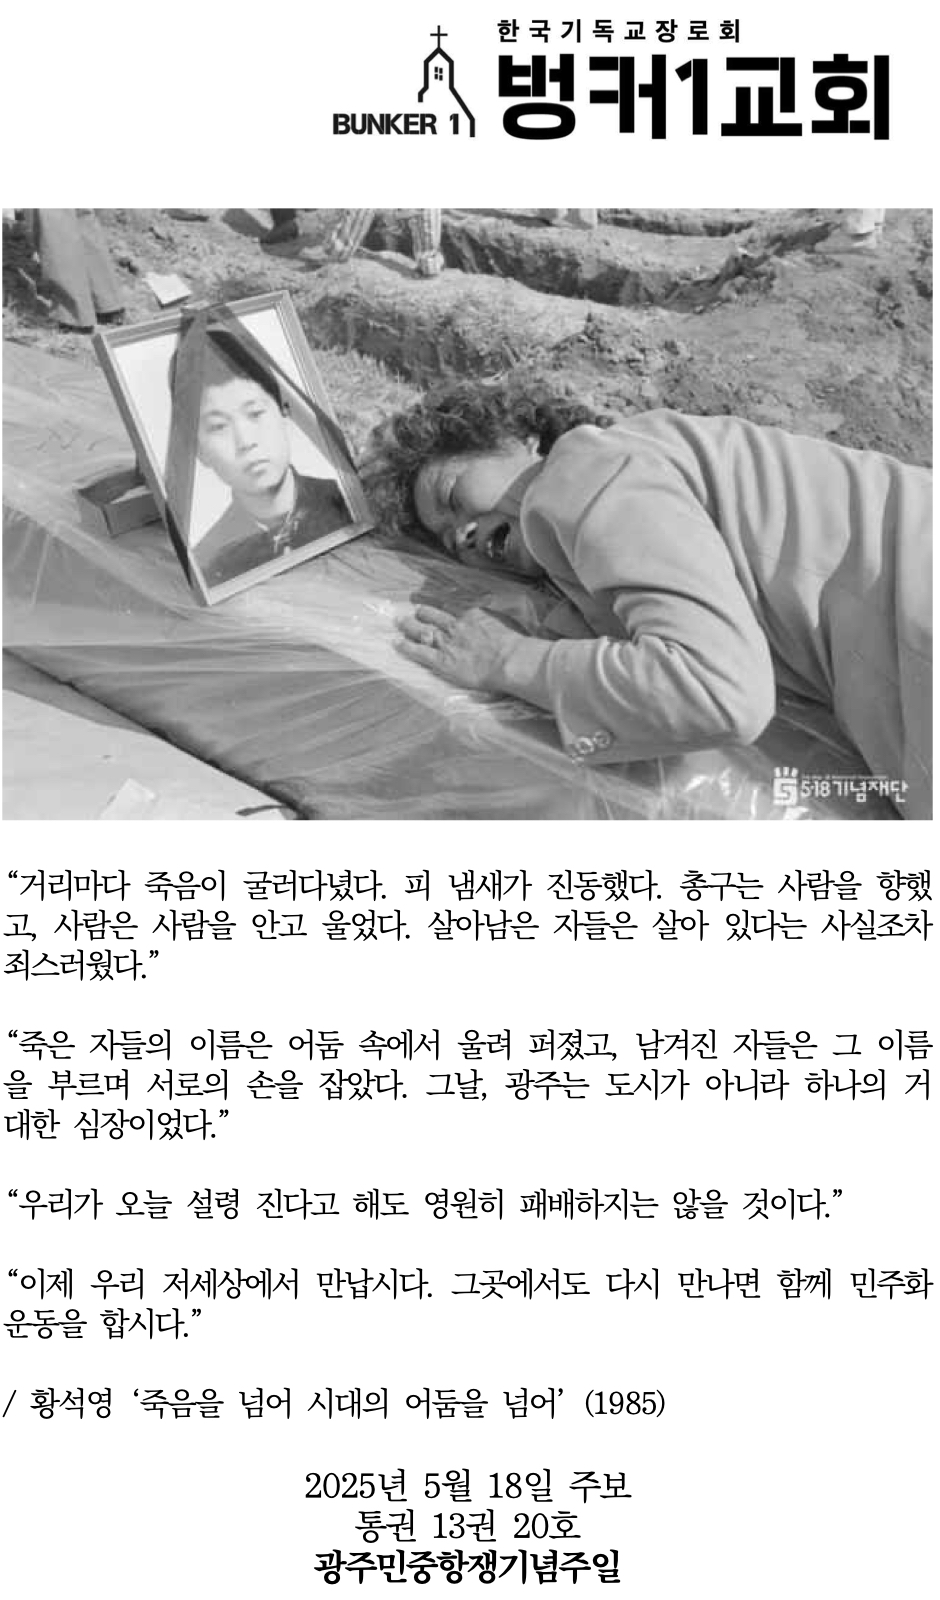 한국기독교장로회
벙커1교회
BUNKER 1
5·18기념재단
“거리마다 죽음이 굴러다녔다. 피 냄새가 진동했다. 총구는 사람을 향했
고, 사람은 사람을 안고 울었다. 살아남은 자들은 살아 있다는 사실조차
죄스러웠다.”
“죽은 자들의 이름은 어둠 속에서 울려 퍼졌고, 남겨진 자들은 그 이름
을 부르며 서로의 손을 잡았다. 그날, 광주는 도시가 아니라 하나의 거
대한 심장이었다.”
“우리가 오늘 설령 진다고 해도 영원히 패배하지는 않을 것이다.”
“이제 우리 저세상에서 만납시다. 그곳에서도 다시 만나면 함께 민주화
운동을 합시다.”
/ 황석영 ‘죽음을 넘어 시대의 어둠을 넘어’ (1985)
2025년 5월 18일 주보
통권 13권 20호
광주민중항쟁기념주일